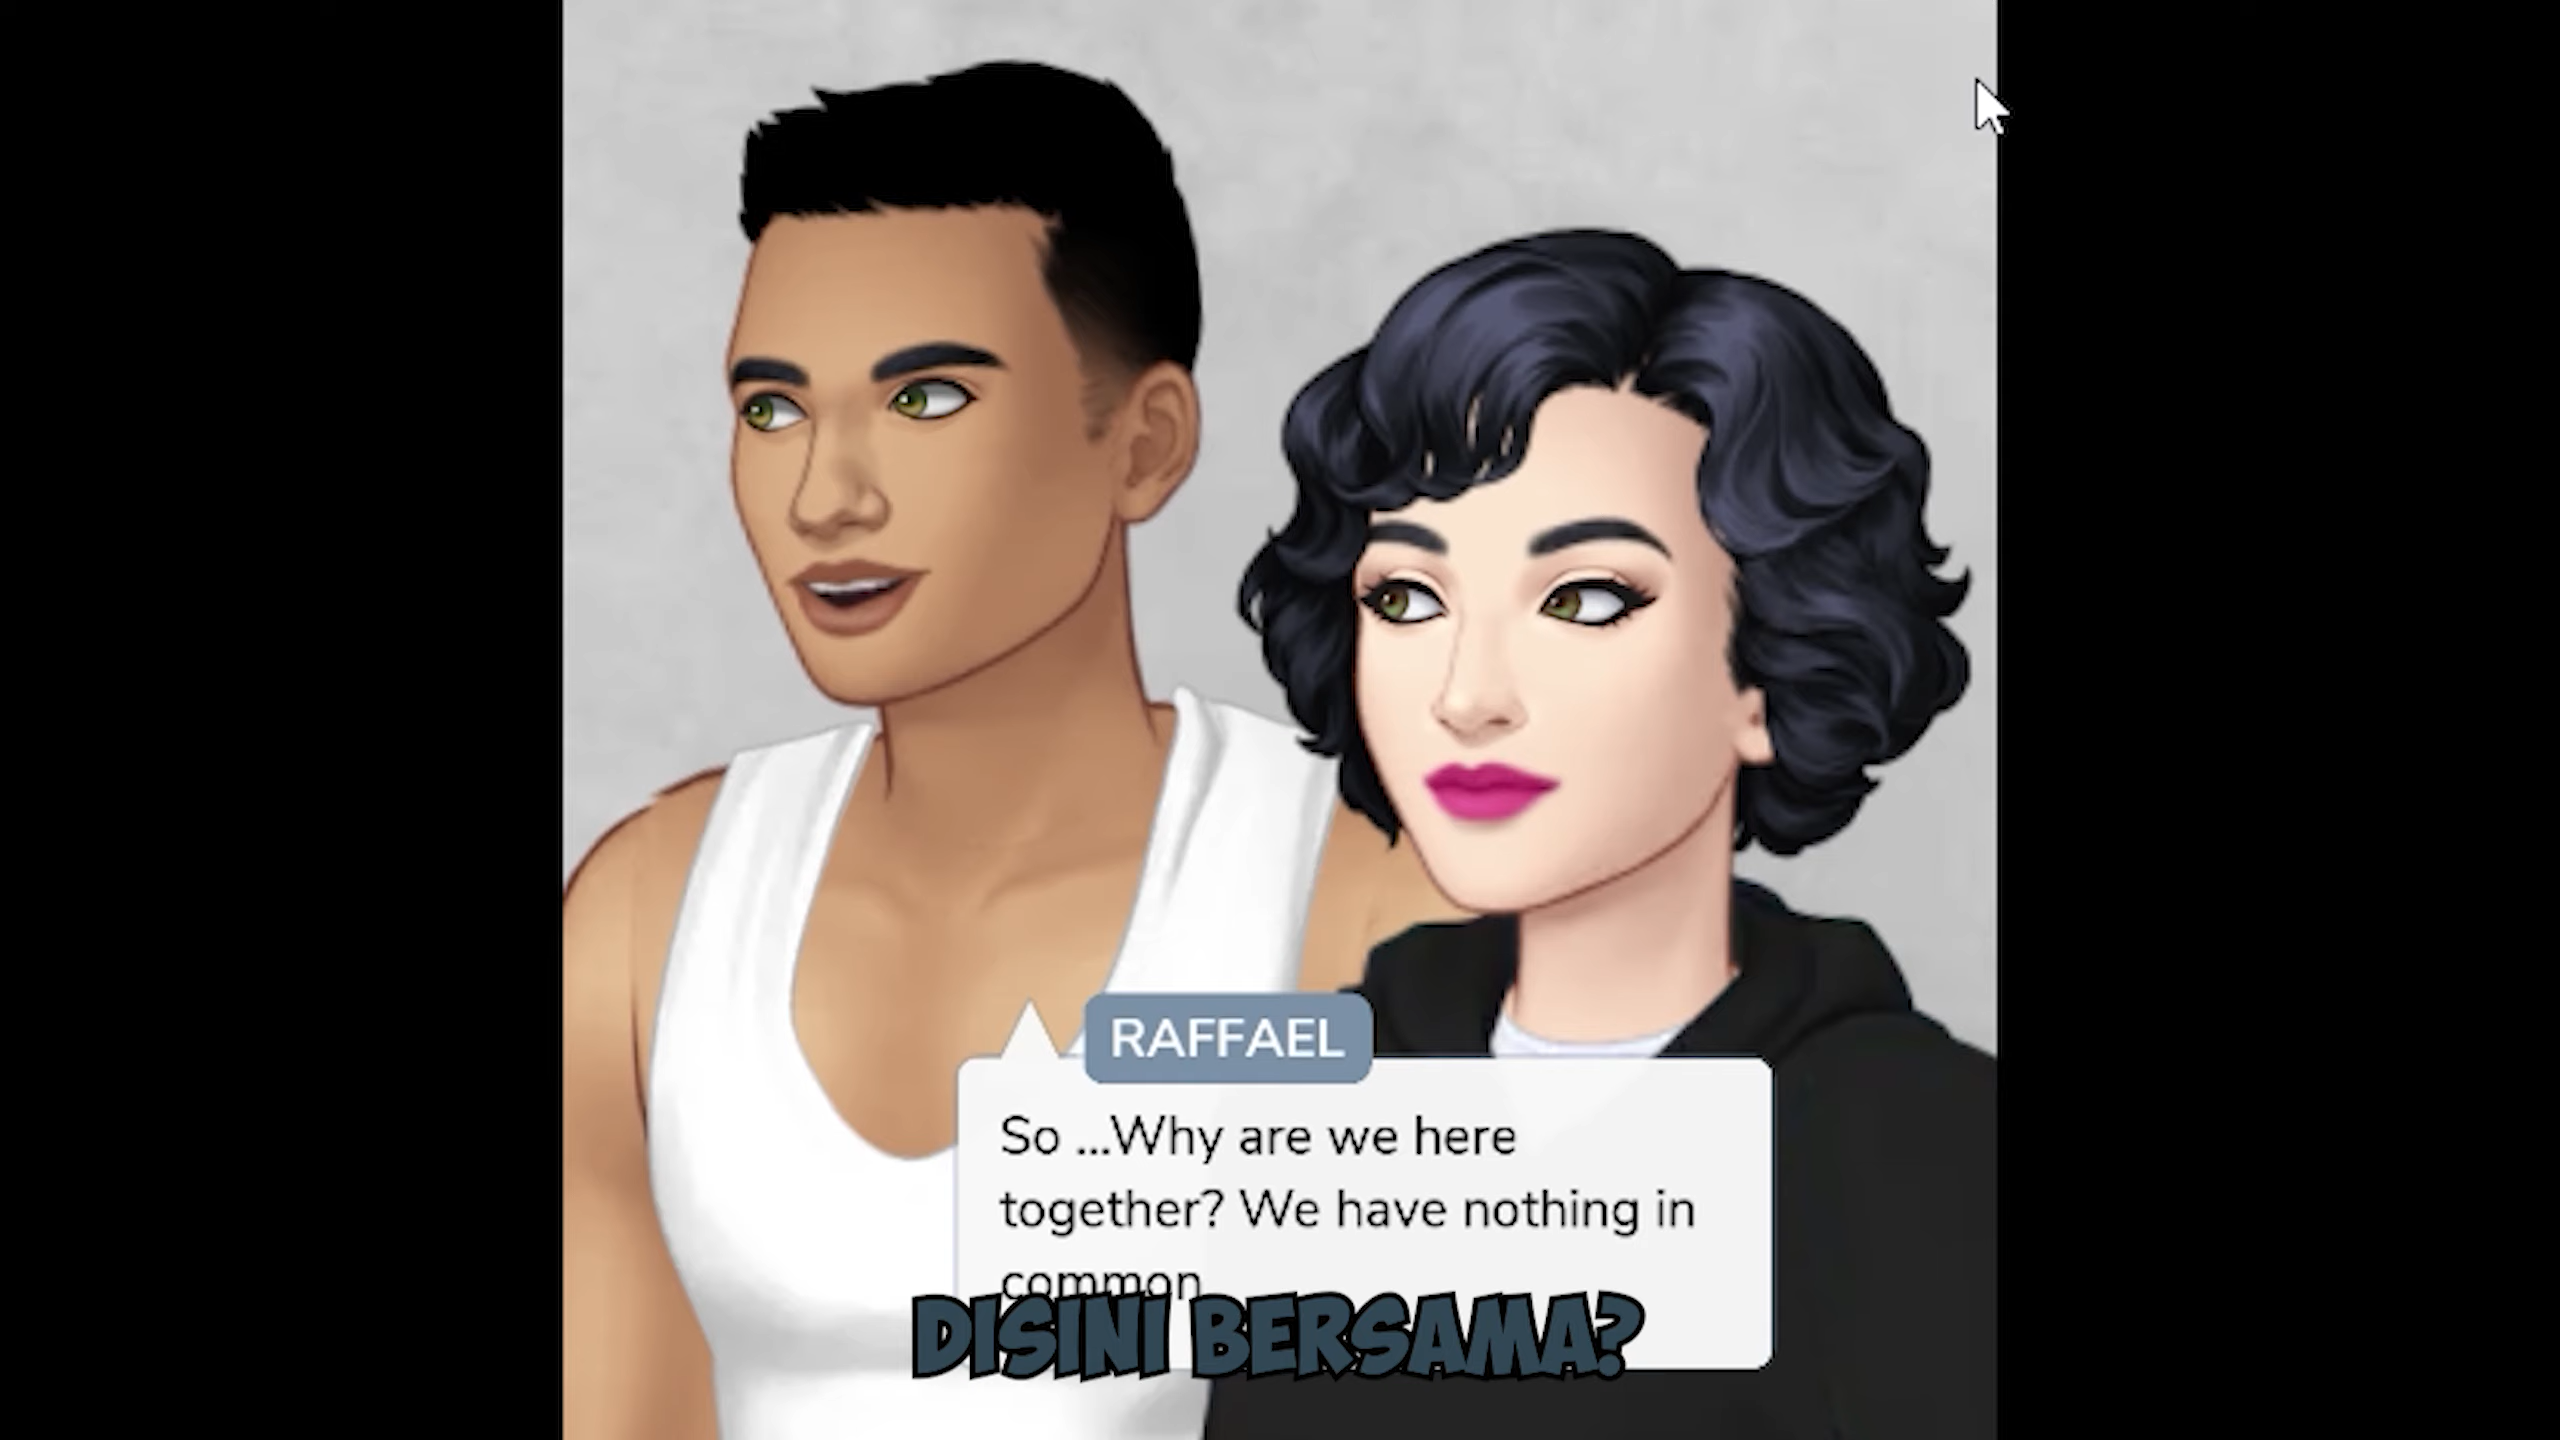 RAFFAEL
So ...Why are we here
together? We have nothing in
common
DISINI BERSAMA?